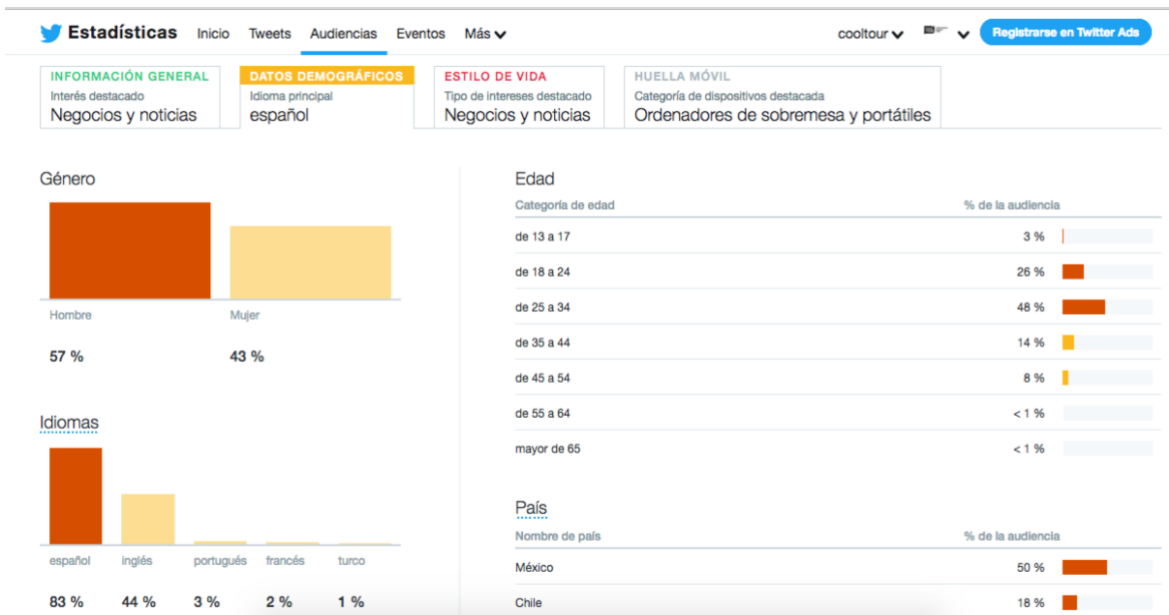 Estadísticas Inicio Tweets Audiencias Eventos Más cooltour Registrarse en Twitter Ads
INFORMACIÓN GENERAL
Interés destacado
Negocios y noticias
DATOS DEMOGRÁFICOS
Idioma principal
español
ESTILO DE VIDA
Tipo de intereses destacado
Negocios y noticias
HUELLA MÓVIL
Categoría de dispositivos destacada
Ordenadores de sobremesa y portátiles
Género
Hombre Mujer
57 % 43 %
Idiomas
español inglés portugués francés turco
83 % 44 % 3 % 2 % 1 %
Edad
Categoría de edad % de la audiencia
de 13 a 17 3 %
de 18 a 24 26 %
de 25 a 34 48 %
de 35 a 44 14 %
de 45 a 54 8 %
de 55 a 64 < 1 %
mayor de 65 < 1 %
País
Nombre de país % de la audiencia
México 50 %
Chile 18 %